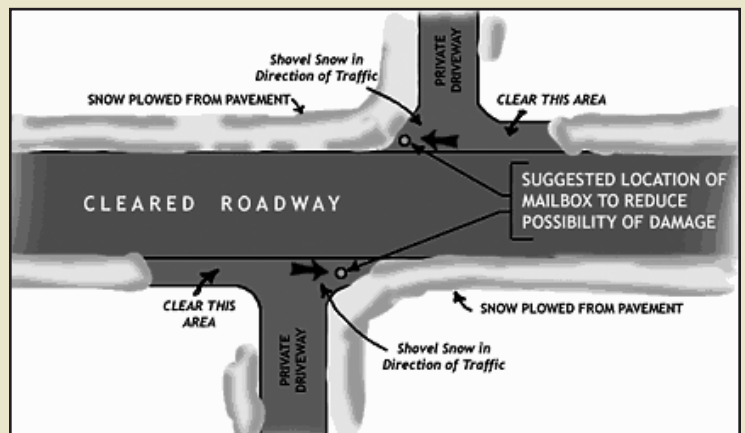 Shovel Snow in
Direction of Traffic
PRIVATE
DRIVEWAY
SNOW PLOWED FROM PAVEMENT
CLEAR THIS AREA
CLEARED ROADWAY
SUGGESTED LOCATION OF
MAILBOX TO REDUCE
POSSIBILITY OF DAMAGE
CLEAR THIS
AREA
SNOW PLOWED FROM PAVEMENT
PRIVATE
DRIVEWAY
Shovel Snow in
Direction of Traffic